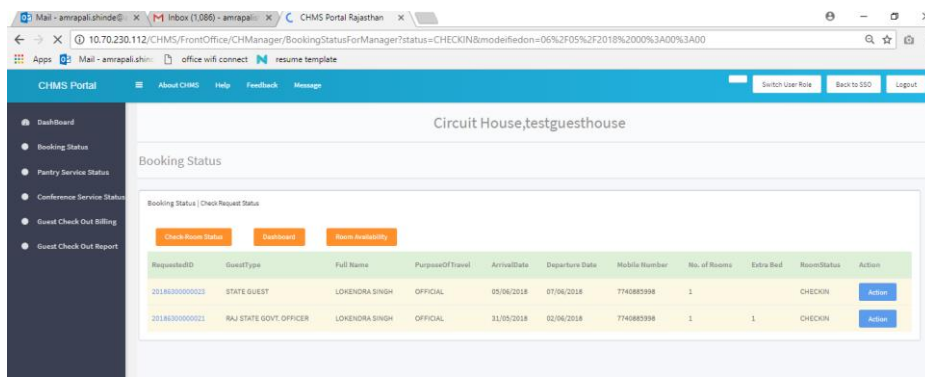 Mail - amrapali.shinde@
Inbox (1,086) - amrapali
CHMS Portal Rajasthan
10.70.230.112/CHMS/FrontOffice/CHManager/BookingStatusForManager?status=CHECKIN&modeifiedon=06%2F05%2F2018%2000%3A00%3A00
Apps Mail - amrapali.shin office wifi connect resume template
CHMS Portal About CHMS Help Feedback Message Switch User Role Back to SSO Logout
DashBoard
Booking Status
Pantry Service Status
Conference Service Status
Guest Check Out Billing
Guest Check Out Report
Circuit House,testguesthouse
Booking Status
Booking Status | Check Request Status
Check Room Status Dashboard Room Availability
RequestedID GuestType Full Name PurposeOfTravel ArrivalDate Departure Date Mobile Number No. of Rooms Extra Bed RoomStatus Action
20186300000023 STATE GUEST LOKENDRA SINGH OFFICIAL 05/06/2018 07/06/2018 7740885998 1 CHECKIN Action
20186300000021 RAJ STATE GOVT. OFFICER LOKENDRA SINGH OFFICIAL 31/05/2018 02/06/2018 7740885998 1 1 CHECKIN Action